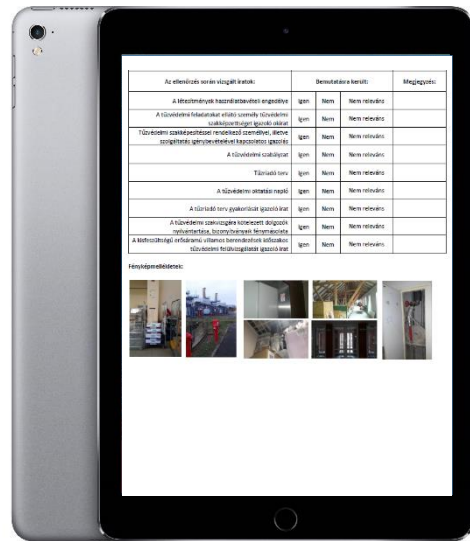 Az ellenőrzés során vizsgált iratok: Bemutatásra került: Megjegyzés:
A létesítmények használatbavételi engedélye Igen Nem Nem releváns
A tűzvédelmi feladatokat ellátó személy tűzvédelmi
szakképzettséget igazoló okirat Igen Nem Nem releváns
Tűzvédelmi szakképesítéssel rendelkező személlyel, illetve
szolgáltatás igénybevételével kapcsolatos igazolás Igen Nem Nem releváns
A tűzvédelmi szabályzat Igen Nem Nem releváns
Tűzriadó terv Igen Nem Nem releváns
A tűzvédelmi oktatási napló Igen Nem Nem releváns
A tűzriadó terv gyakorlását igazoló irat Igen Nem Nem releváns
A tűzvédelmi szakvizsgára kötelezett dolgozók
nyilvántartása, bizonyítványok fénymásolata Igen Nem Nem releváns
A kisfeszültségű erősáramú villamos berendezések időszakos
tűzvédelmi felülvizsgálatát igazoló irat Igen Nem Nem releváns
Fényképmellékletek: